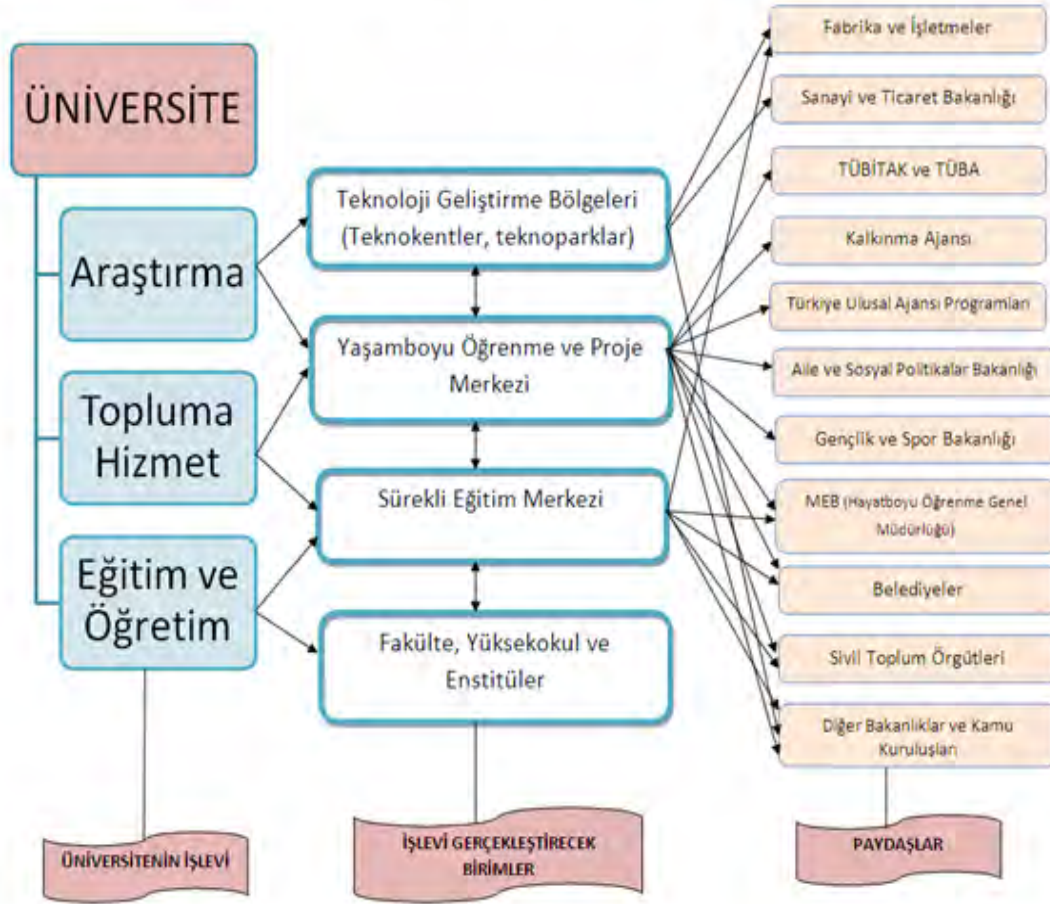 ÜNİVERSİTE
Araştırma
Topluma
Hizmet
Eğitim ve
Öğretim
ÜNİVERSİTENİN İŞLEVİ
Teknoloji Geliştirme Bölgeleri
(Teknokentler, teknoparklar)
Yaşamboyu Öğrenme ve Proje
Merkezi
Sürekli Eğitim Merkezi
Fakülte, Yüksekokul ve
Enstitüler
İŞLEVİ GERÇEKLEŞTİRECEK
BİRİMLER
Fabrika ve İşletmeler
Sanayi ve Ticaret Bakanlığı
TÜBİTAK ve TÜBA
Kalkınma Ajansı
Türkiye Ulusal Ajansı Programları
Aile ve Sosyal Politikalar Bakanlığı
Gençlik ve Spor Bakanlığı
MEB (Hayatboyu Öğrenme Genel
Müdürlüğü)
Belediyeler
Sivil Toplum Örgütleri
Diğer Bakanlıklar ve Kamu
Kuruluşları
PAYDAŞLAR